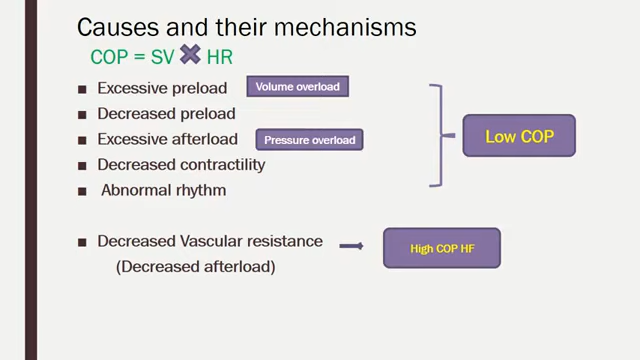 Causes and their mechanisms
COP = SV ✖ HR
■ Excessive preload Volume overload
■ Decreased preload
■ Excessive afterload Pressure overload
■ Decreased contractility
■ Abnormal rhythm
Low COP
■ Decreased Vascular resistance
(Decreased afterload)
High COP HF